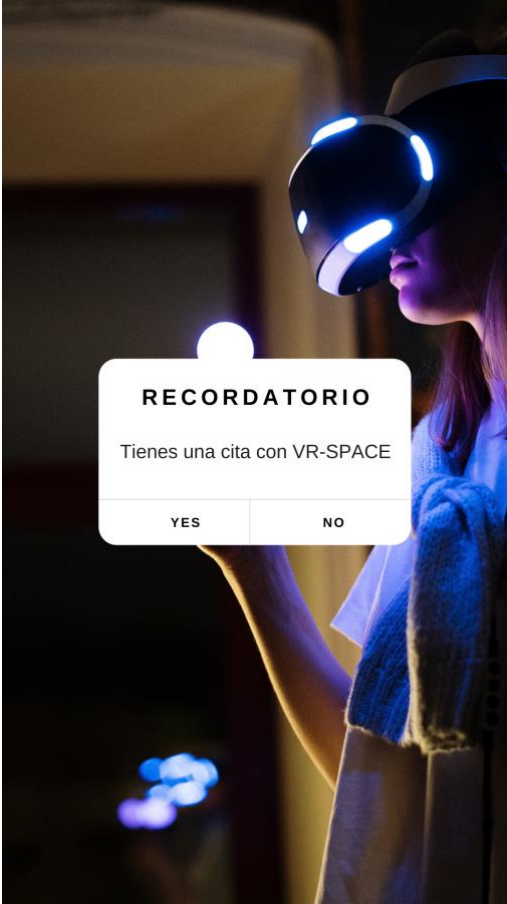 RECORDATORIO
Tienes una cita con VR-SPACE
YES NO